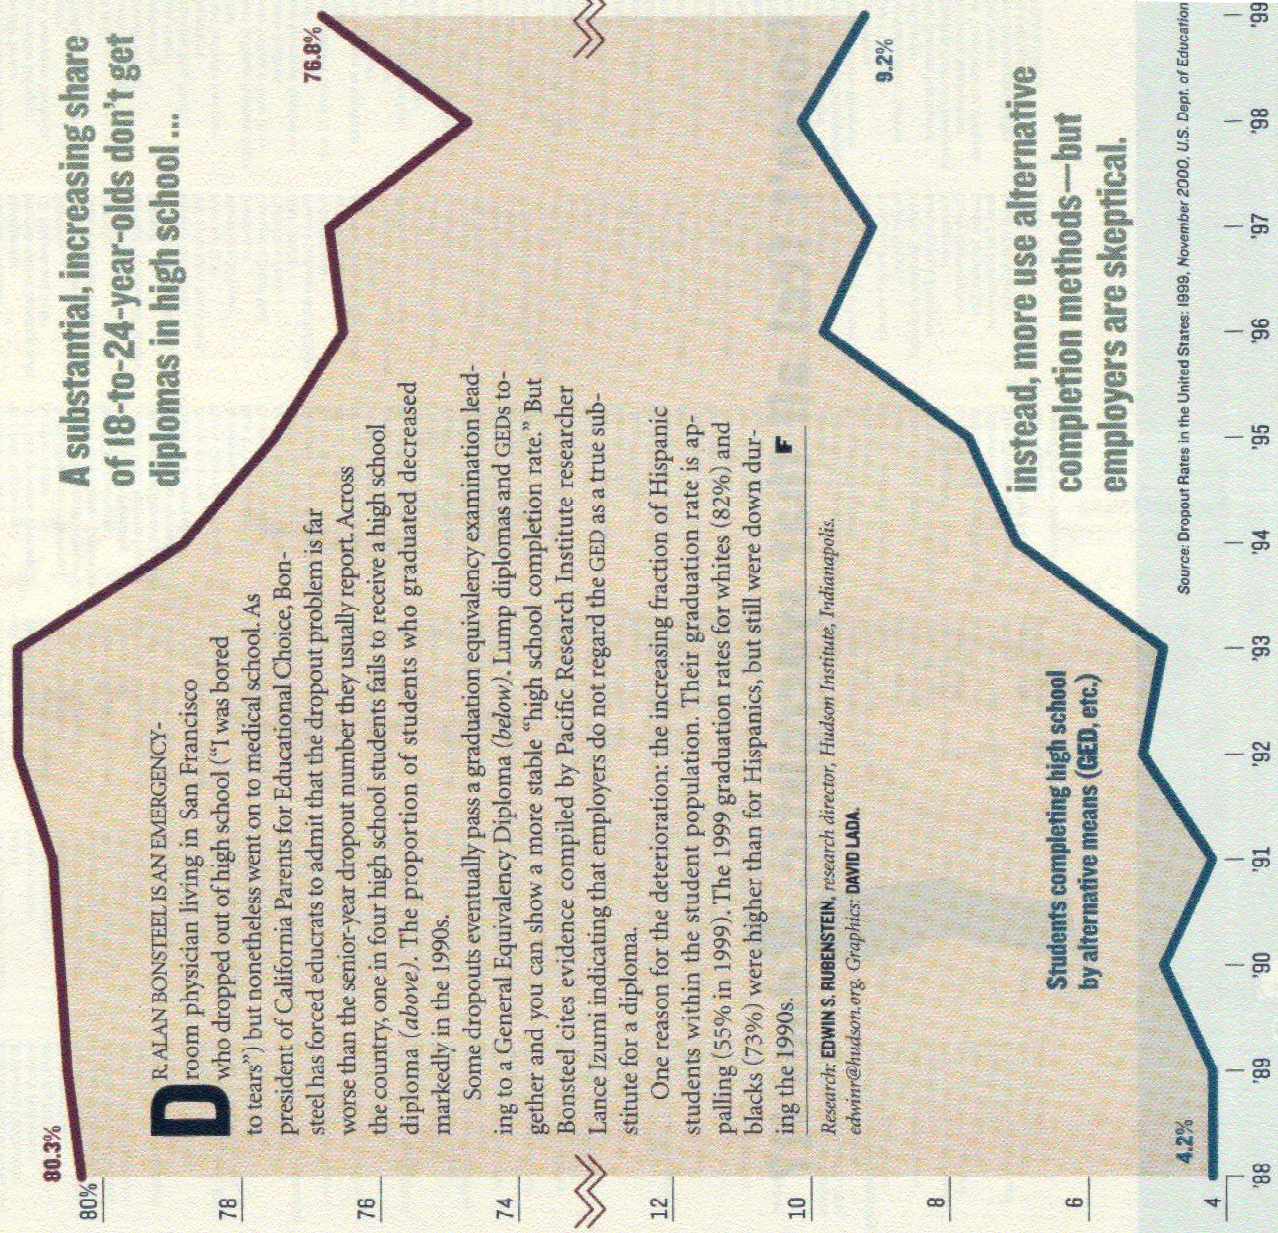 A substantial, increasing share
of 18-to-24-year-olds don't get
diplomas in high school ...
80.3%
76.8%
80%
78
76
74
12
10
8
6
4
DR. ALAN BONSTEEL IS AN EMERGENCY-
room physician living in San Francisco
who dropped out of high school ("I was bored
to tears") but nonetheless went on to medical school. As
president of California Parents for Educational Choice, Bon-
steel has forced educrats to admit that the dropout problem is far
worse than the senior-year dropout number they usually report. Across
the country, one in four high school students fails to receive a high school
diploma (above). The proportion of students who graduated decreased
markedly in the 1990s.
Some dropouts eventually pass a graduation equivalency examination lead-
ing to a General Equivalency Diploma (below). Lump diplomas and GEDs to-
gether and you can show a more stable "high school completion rate." But
Bonsteel cites evidence compiled by Pacific Research Institute researcher
Lance Izumi indicating that employers do not regard the GED as a true sub-
stitute for a diploma.
One reason for the deterioration: the increasing fraction of Hispanic
students within the student population. Their graduation rate is ap-
palling (55% in 1999). The 1999 graduation rates for whites (82%) and
blacks (73%) were higher than for Hispanics, but still were down dur-
ing the 1990s. F
Research: EDWIN S. RUBENSTEIN, research director, Hudson Institute, Indianapolis.
edwinr@hudson.org. Graphics: DAVID LADA.
9.2%
instead, more use alternative
completion methods—but
employers are skeptical.
Students completing high school
by alternative means (GED, etc.)
4.2%
Source: Dropout Rates in the United States: 1999, November 2000, U.S. Dept. of Education
'88 '89 '90 '91 '92 '93 '94 '95 '96 '97 '98 '99